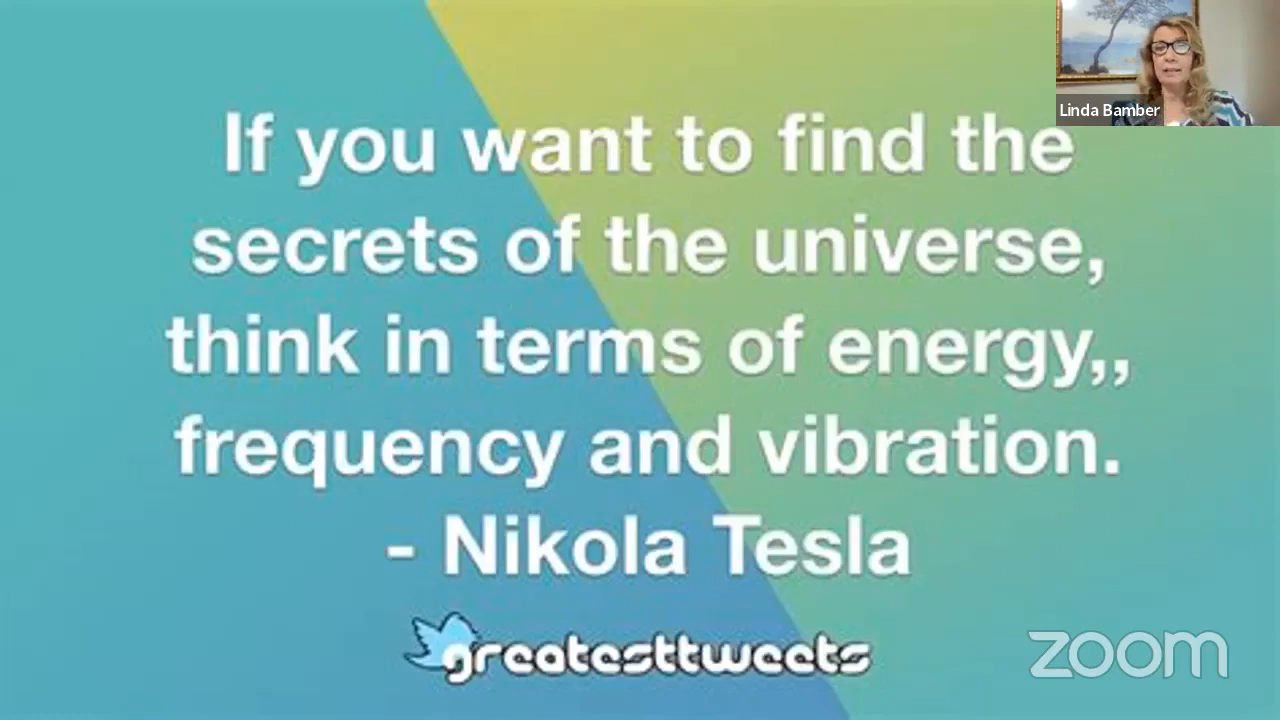 Linda Bamber
If you want to find the
secrets of the universe,
think in terms of energy,,
frequency and vibration.
- Nikola Tesla
greatesttweets
zoom